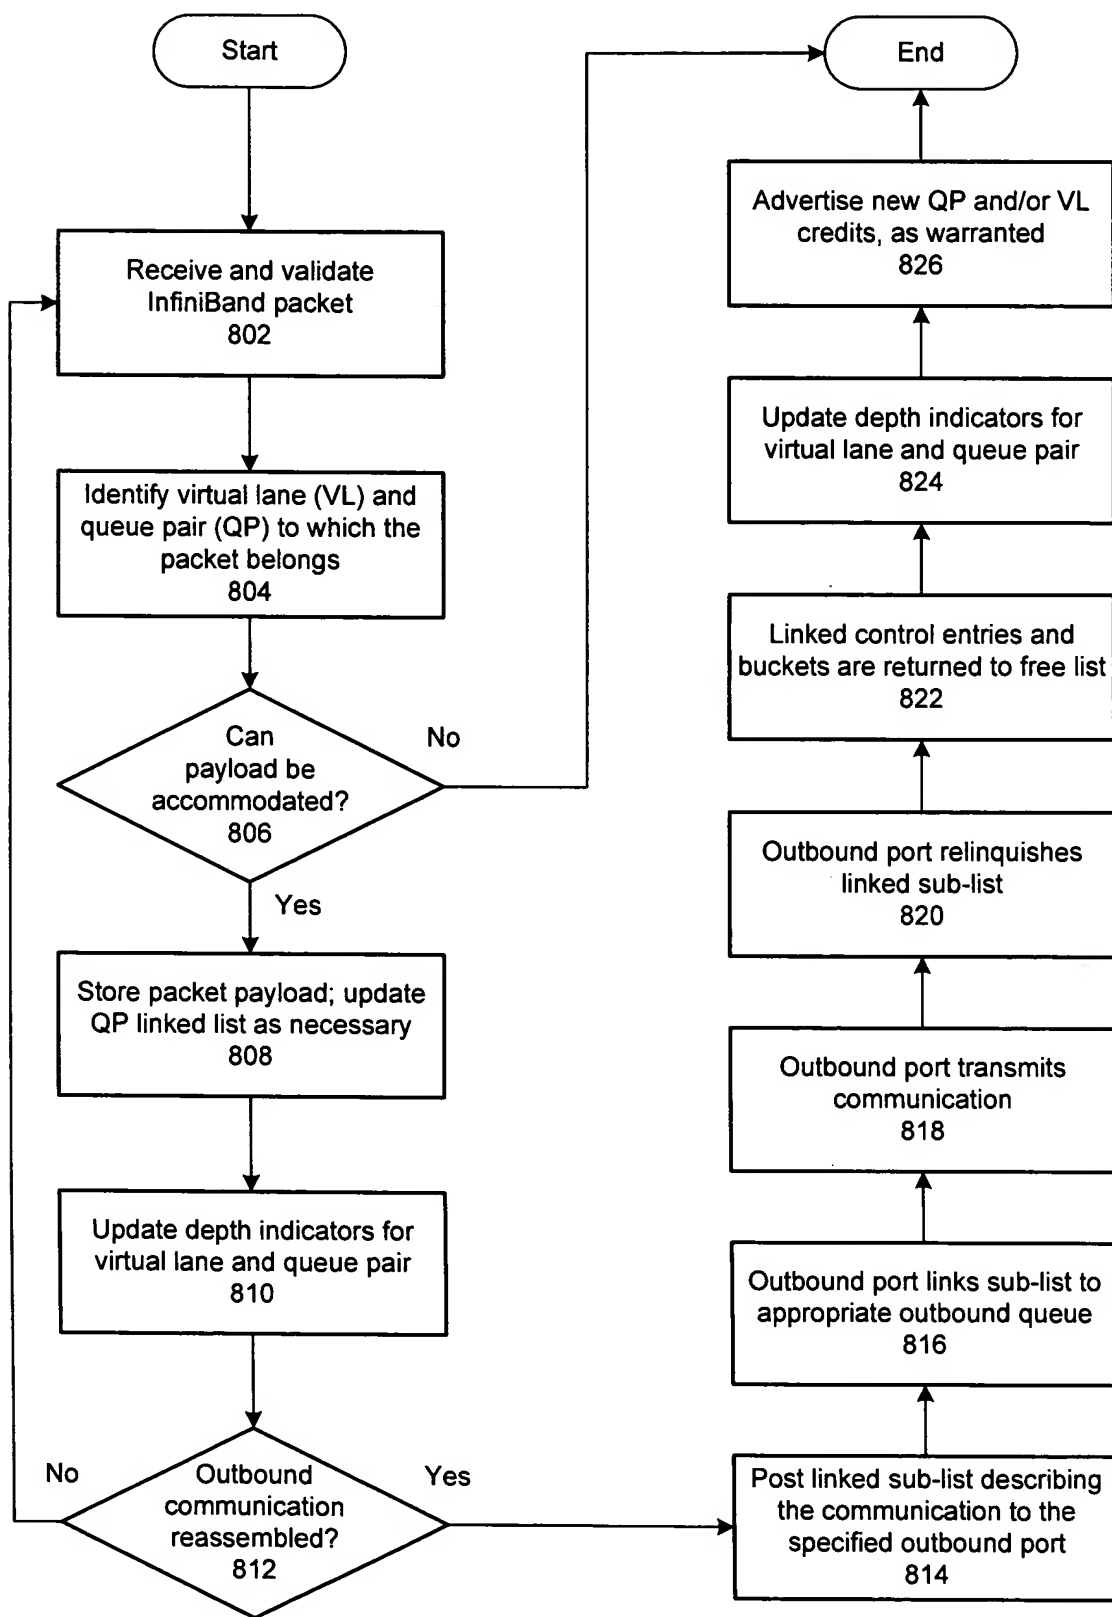 Start
Receive and validate
InfiniBand packet
802
Identify virtual lane (VL) and
queue pair (QP) to which the
packet belongs
804
Can
payload be
accommodated?
806
No
Yes
Store packet payload; update
QP linked list as necessary
808
Update depth indicators for
virtual lane and queue pair
810
No
Outbound
communication
reassembled?
812
Yes
End
Advertise new QP and/or VL
credits, as warranted
826
Update depth indicators for
virtual lane and queue pair
824
Linked control entries and
buckets are returned to free list
822
Outbound port relinquishes
linked sub-list
820
Outbound port transmits
communication
818
Outbound port links sub-list to
appropriate outbound queue
816
Post linked sub-list describing
the communication to the
specified outbound port
814